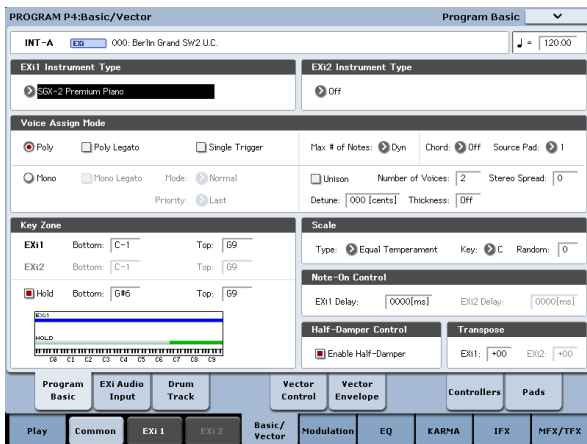 PROGRAM P4:Basic/Vector Program Basic
INT-A EXi 000: Berlin Grand SW2 U.C. ♩= 120.00
EXi1 Instrument Type EXi2 Instrument Type
SGX-2 Premium Piano Off
Voice Assign Mode
Poly Poly Legato Single Trigger Max # of Notes: Dyn Chord: Off Source Pad: 1
Mono Mono Legato Mode: Normal Unison Number of Voices: 2 Stereo Spread: 0
Priority: Last Detune: 000 [cents] Thickness: Off
Key Zone Scale
EXi1 Bottom: C-1 Top: G9 Type: Equal Temperament Key: C Random: 0
EXi2 Bottom: C-1 Top: G9
Note-On Control
Hold Bottom: G#6 Top: G9 EXi1 Delay: 0000[ms] EXi2 Delay: 0000[ms]
EXi1
Half-Damper Control Transpose
HOLD
Enable Half-Damper EXi1: +00 EXi2: +00
C0 C1 C2 C3 C4 C5 C6 C7 C8 C9
Program Basic EXi Audio Input Drum Track Vector Control Vector Envelope Controllers Pads
Play Common EXi 1 EXi 2 Basic/Vector Modulation EQ KARMA IFX MFX/TFX